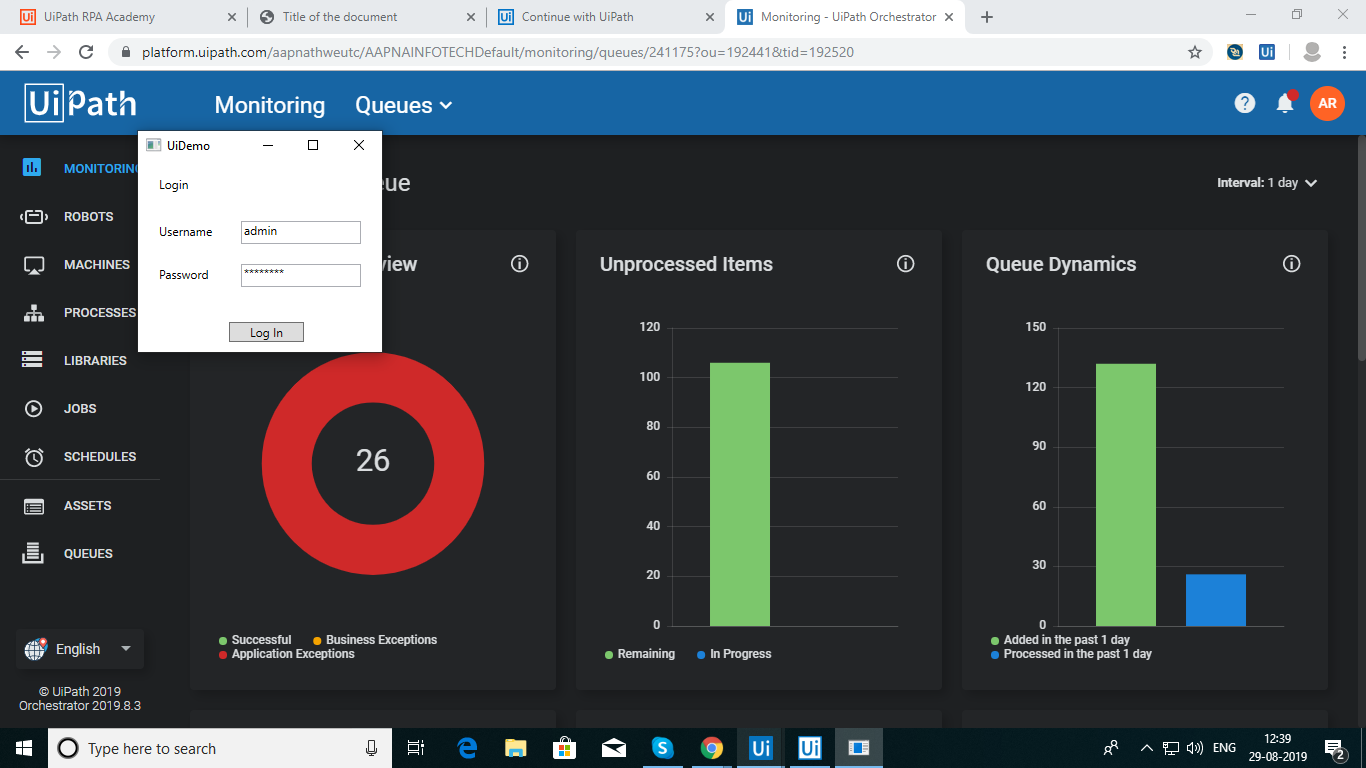 UiPath RPA Academy
Title of the document
Continue with UiPath
Monitoring - UiPath Orchestrator
platform.uipath.com/aapnathweutc/AAPNAINFOTECHDefault/monitoring/queues/241175?ou=192441&tid=192520
UiPath
Monitoring
Queues
AR
UiDemo
Login
Username
admin
Password
********
Log In
MONITORING
ROBOTS
MACHINES
PROCESSES
LIBRARIES
JOBS
SCHEDULES
ASSETS
QUEUES
English
© UiPath 2019
Orchestrator 2019.8.3
Interval: 1 day
26
Successful
Business Exceptions
Application Exceptions
Unprocessed Items
120
100
80
60
40
20
0
Remaining
In Progress
Queue Dynamics
150
120
90
60
30
0
Added in the past 1 day
Processed in the past 1 day
Type here to search
ENG
12:39
29-08-2019
2